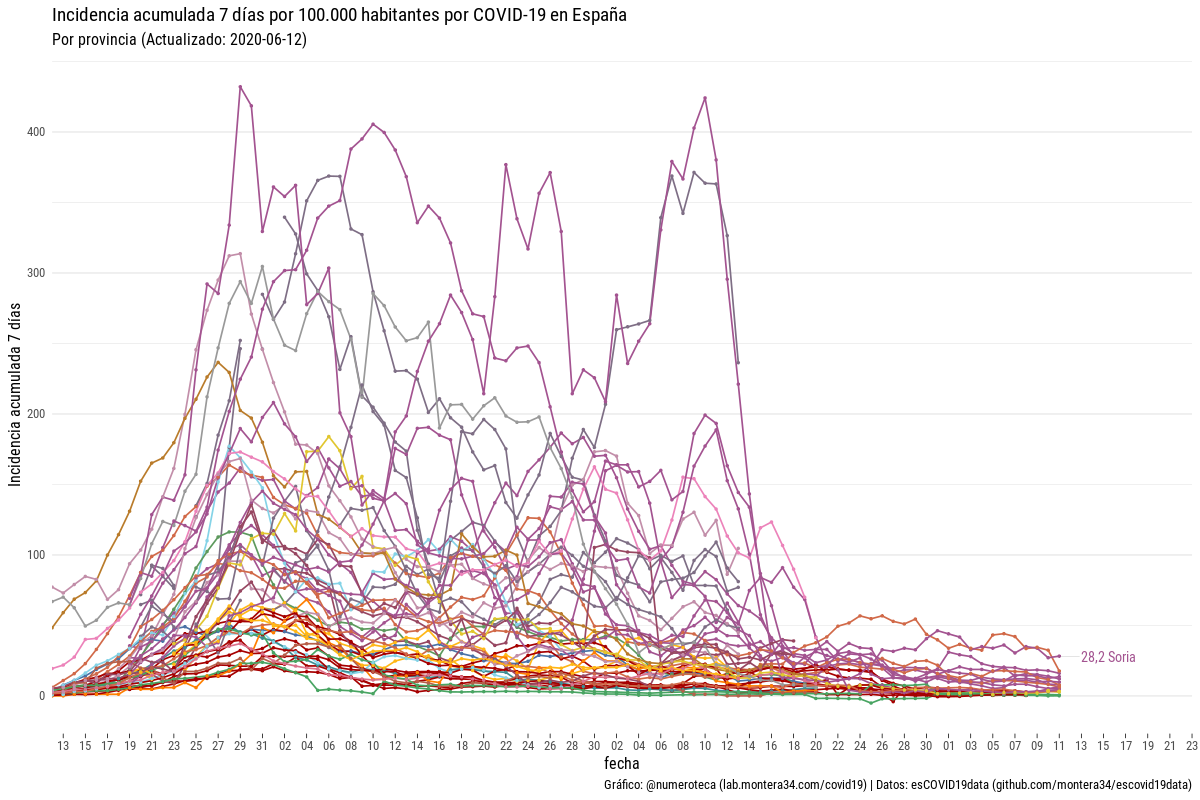 Incidencia acumulada 7 días por 100.000 habitantes por COVID-19 en España
Por provincia (Actualizado: 2020-06-12)
Incidencia acumulada 7 días
400
300
200
100
0
28,2 Soria
13 15 17 19 21 23 25 27 29 31 02 04 06 08 10 12 14 16 18 20 22 24 26 28 30 02 04 06 08 10 12 14 16 18 20 22 24 26 28 30 01 03 05 07 09 11 13 15 17 19 21 23
fecha
Gráfico: @numeroteca (lab.montera34.com/covid19) | Datos: esCOVID19data (github.com/montera34/escovid19data)